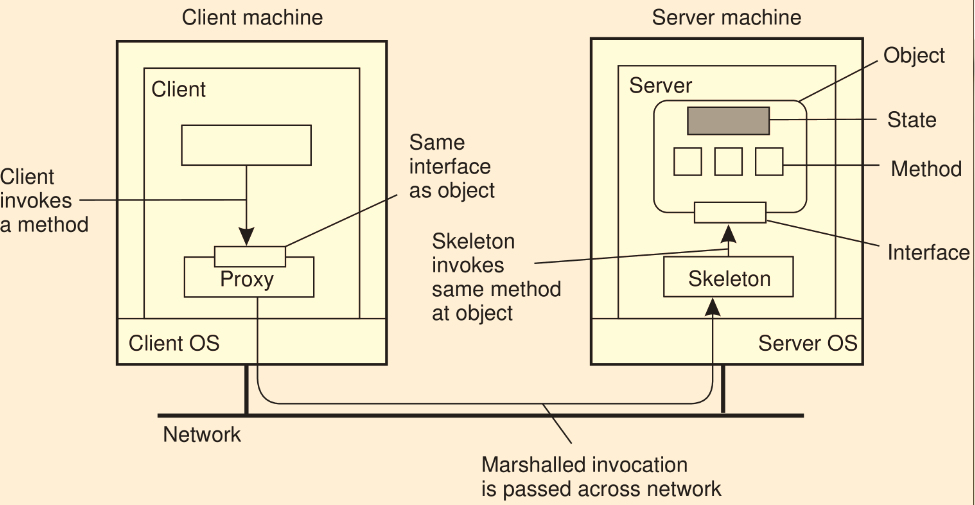 Client machine
Server machine
Client
Server
Object
State
Method
Interface
Client
invokes
a method
Same
interface
as object
Skeleton
invokes
same method
at object
Proxy
Skeleton
Client OS
Server OS
Network
Marshalled invocation
is passed across network